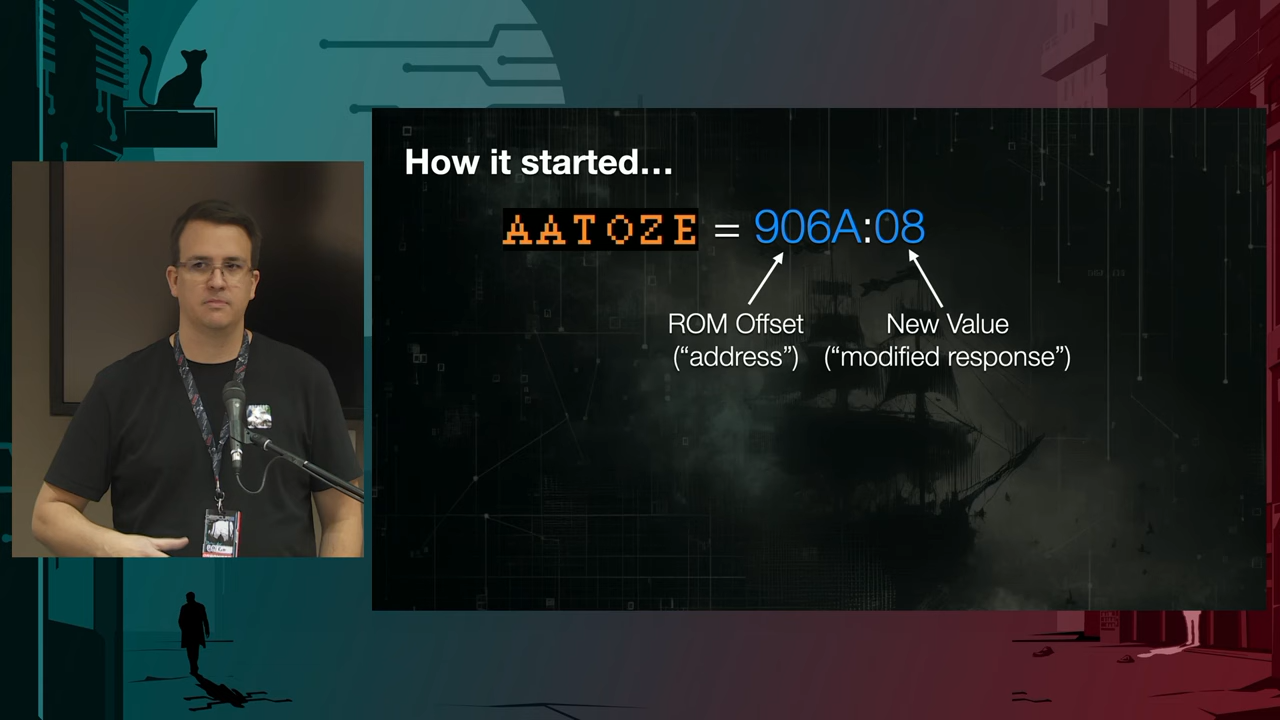 How it started...
AATOZE = 906A:08
ROM Offset New Value
(“address”) (“modified response”)